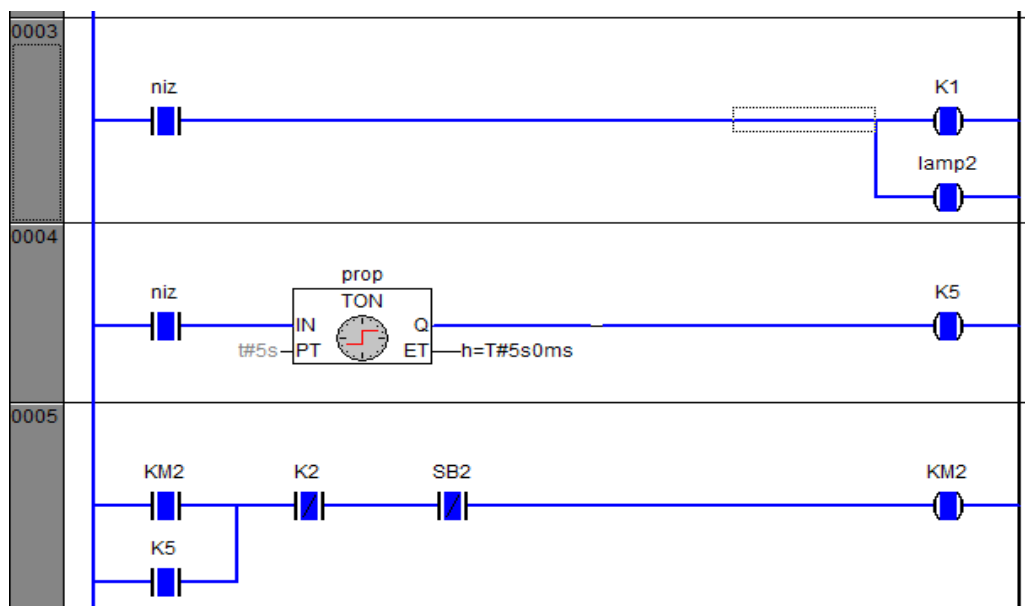 0003
niz
K1
lamp2
0004
niz
prop
TON
IN
Q
t#5s
PT
ET
h=T#5s0ms
K5
0005
KM2
K2
SB2
KM2
K5